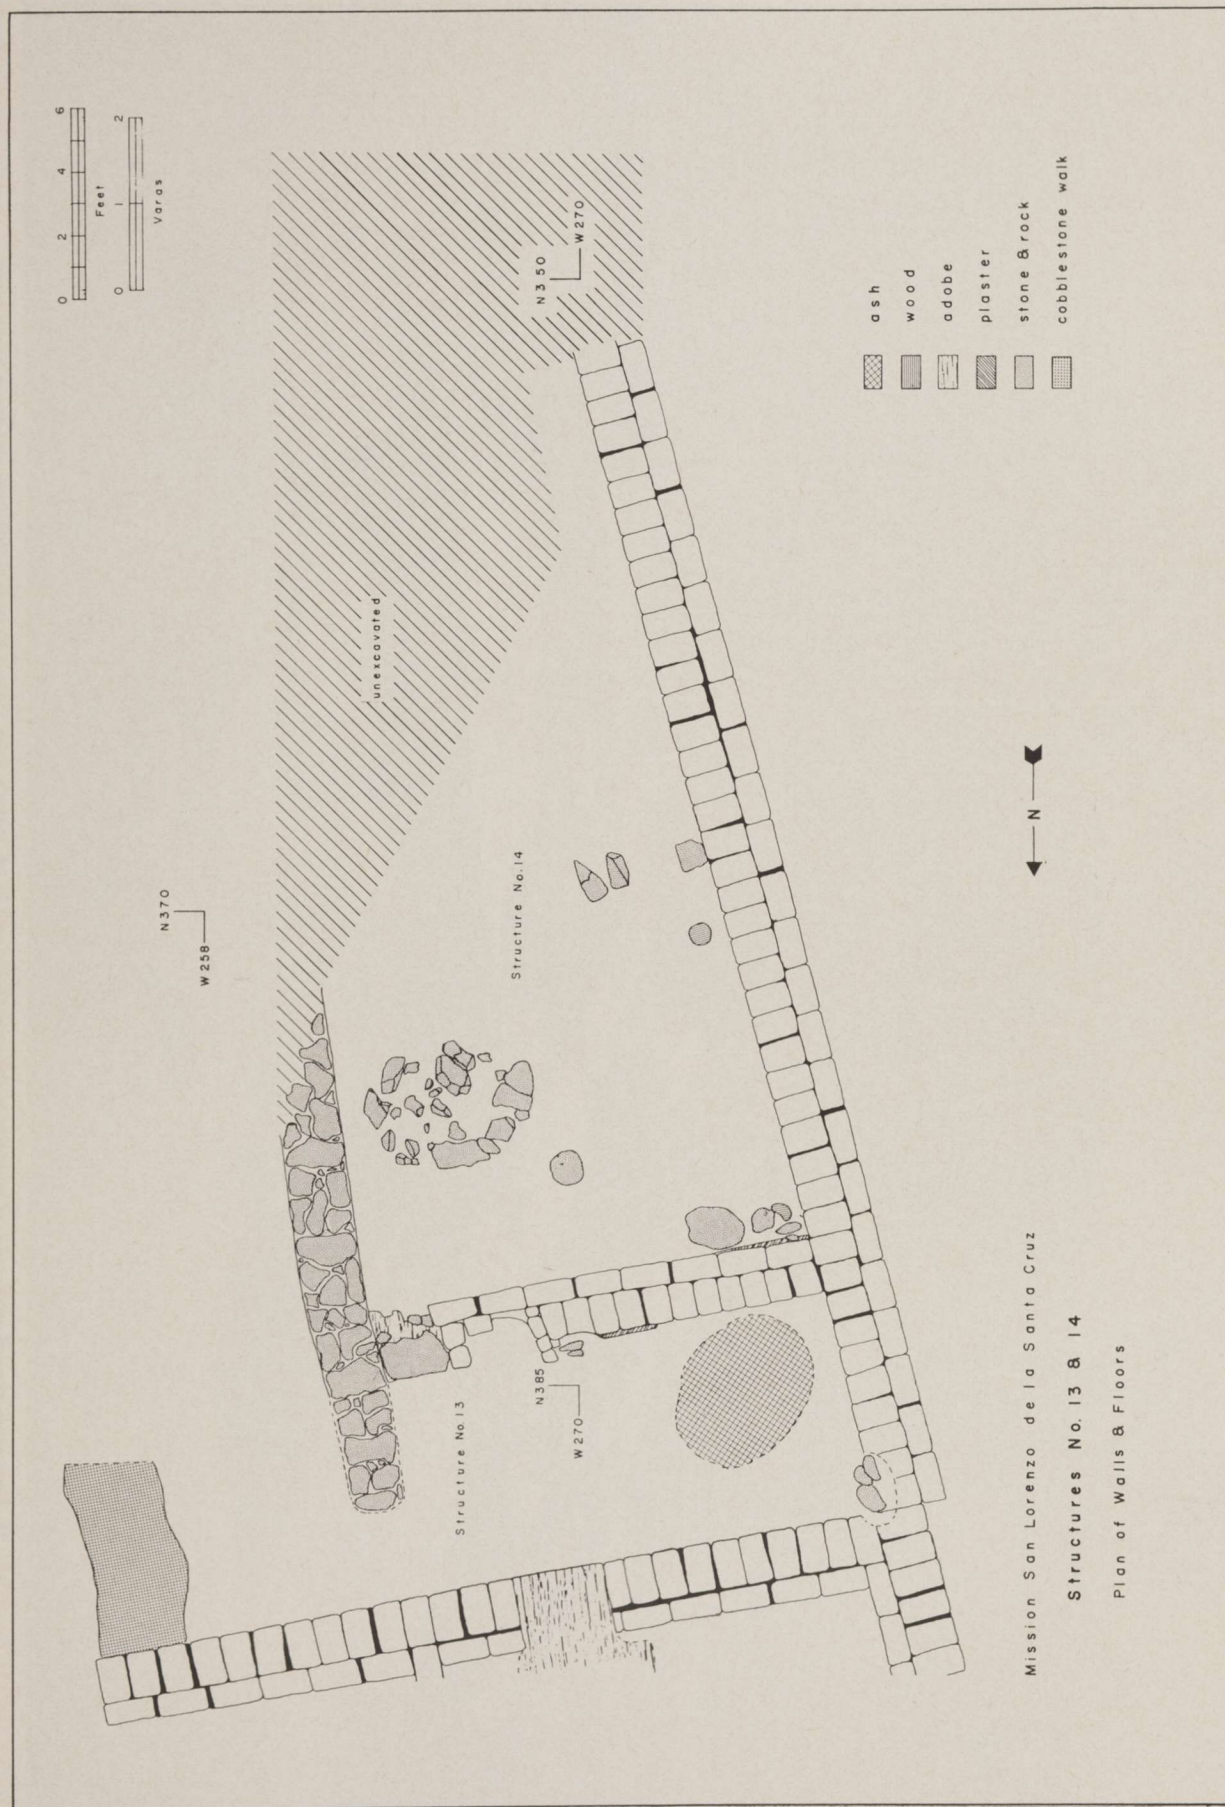 0 2 4 6
Feet
0 1 2
Varas
N370
W258
unexcavated
N350
W270
Structure No.14
Structure No.13
N385
W270
ash
wood
adobe
plaster
stone & rock
cobblestone walk
N
Mission San Lorenzo de la Santa Cruz
Structures No. 13 & 14
Plan of Walls & Floors